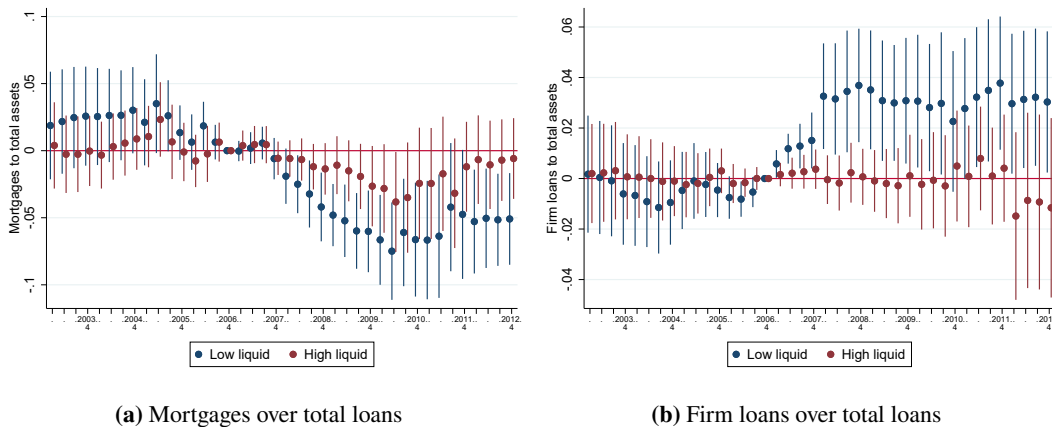 .1
.05
0
-.05
-.1
Mortgages to total assets
. . .2003.. . .2004.. . .2005.. . .2006.. . .2007.. . .2008.. . .2009.. . .2010.. . .2011.. . .2012.
4 4 4 4 4 4 4 4 4 4
Low liquid High liquid
(a) Mortgages over total loans
.06
.04
.02
0
-.02
-.04
Firm loans to total assets
. . .2003.. . .2004.. . .2005.. . .2006.. . .2007.. . .2008.. . .2009.. . .2010.. . .2011.. . .201
4 4 4 4 4 4 4 4 4 4
Low liquid High liquid
(b) Firm loans over total loans